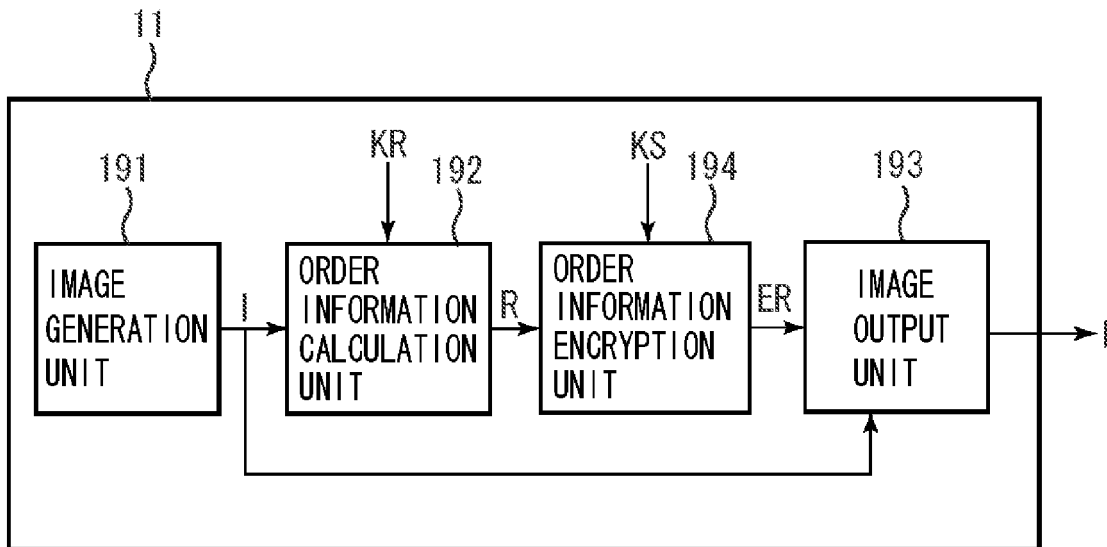 11
191
KR
192
KS
194
193
IMAGE
GENERATION
UNIT
I
ORDER
INFORMATION
CALCULATION
UNIT
R
ORDER
INFORMATION
ENCRYPTION
UNIT
ER
IMAGE
OUTPUT
UNIT